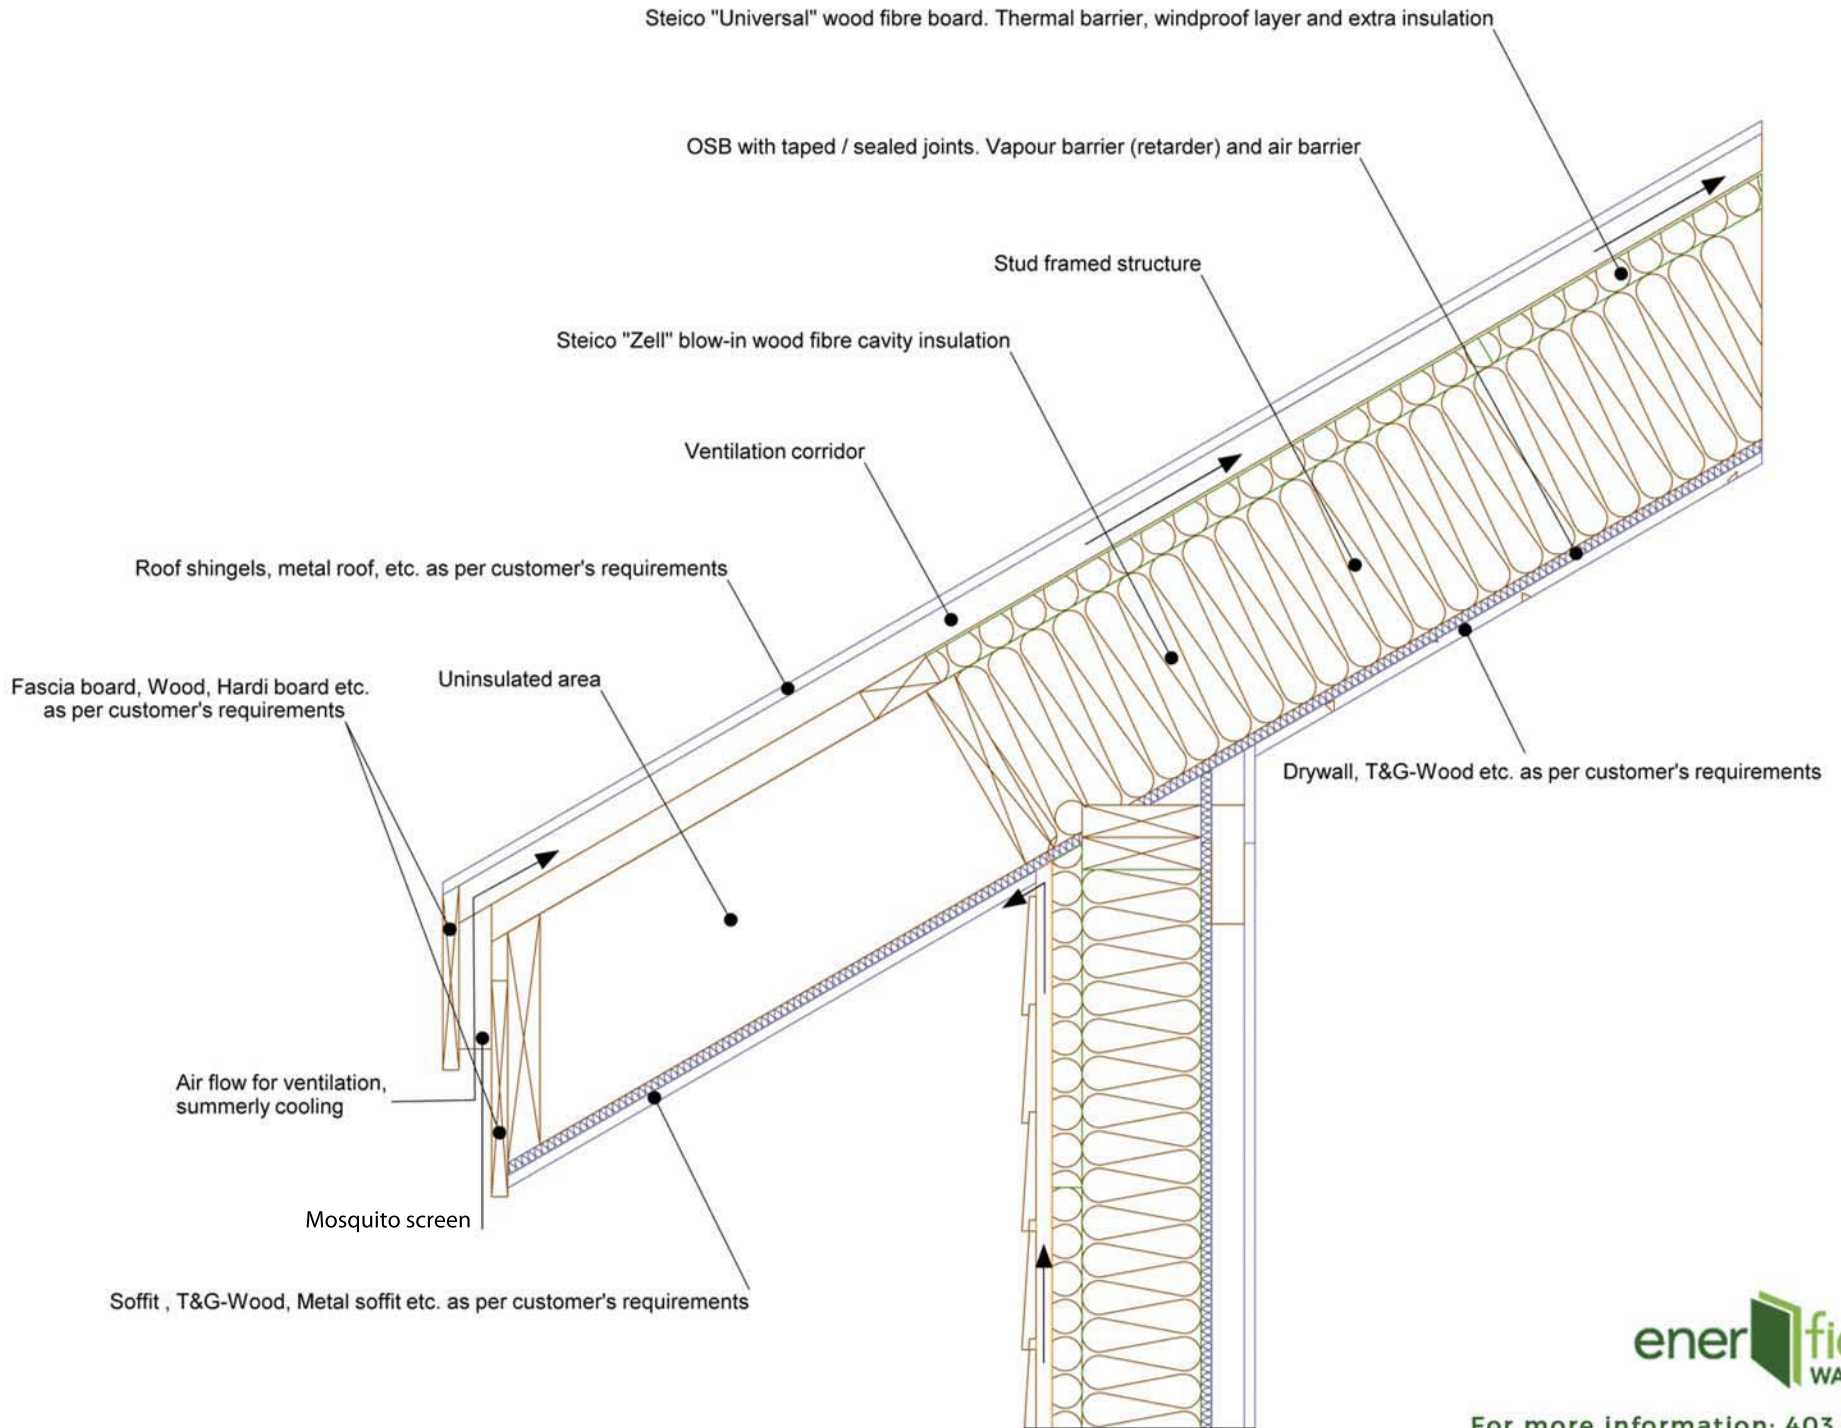 Steico "Universal" wood fibre board. Thermal barrier, windproof layer and extra insulation
OSB with taped / sealed joints. Vapour barrier (retarder) and air barrier
Stud framed structure
Steico "Zell" blow-in wood fibre cavity insulation
Ventilation corridor
Roof shingels, metal roof, etc. as per customer's requirements
Uninsulated area
Fascia board, Wood, Hardi board etc.
as per customer's requirements
Drywall, T&G-Wood etc. as per customer's requirements
Air flow for ventilation,
summerly cooling
Mosquito screen
Soffit , T&G-Wood, Metal soffit etc. as per customer's requirements
ener
For more information: